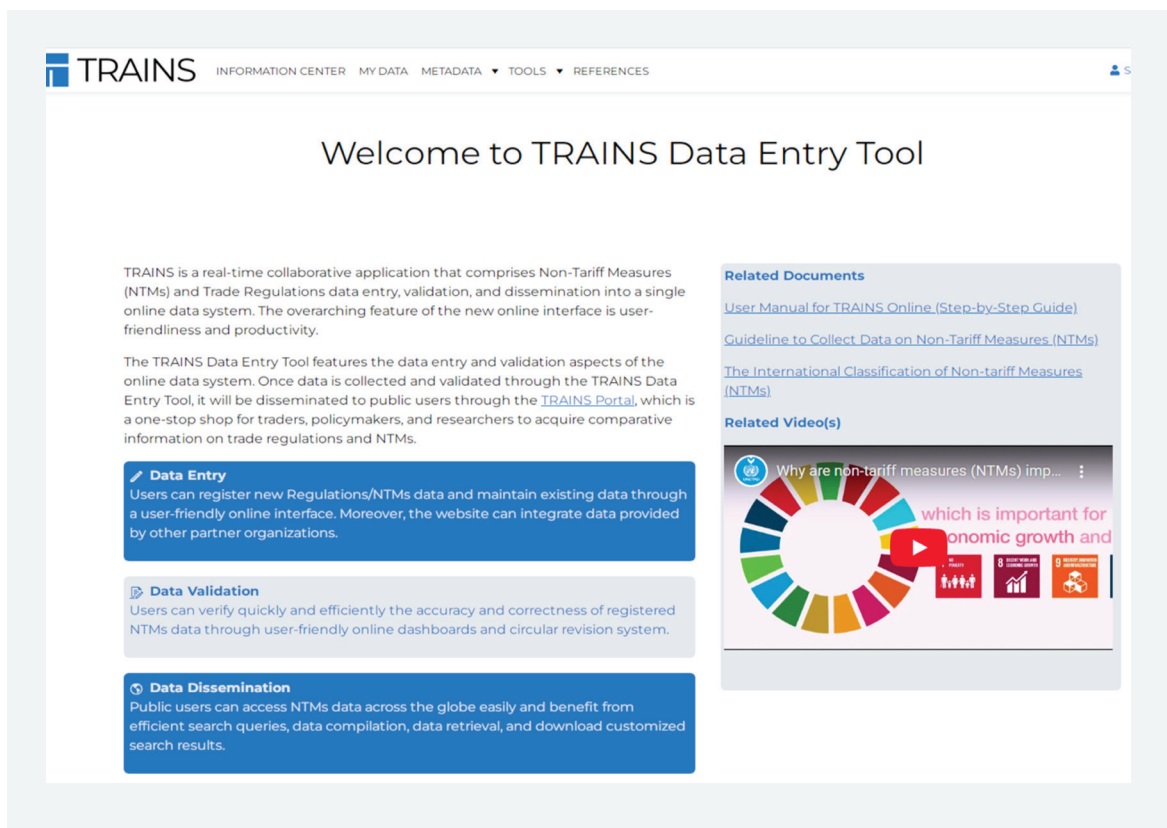 TRAINS INFORMATION CENTER MY DATA METADATA ▼ TOOLS ▼ REFERENCES
Welcome to TRAINS Data Entry Tool
TRAINS is a real-time collaborative application that comprises Non-Tariff Measures
(NTMs) and Trade Regulations data entry, validation, and dissemination into a single
online data system. The overarching feature of the new online interface is user-
friendliness and productivity.
The TRAINS Data Entry Tool features the data entry and validation aspects of the
online data system. Once data is collected and validated through the TRAINS Data
Entry Tool, it will be disseminated to public users through the TRAINS Portal, which is
a one-stop shop for traders, policymakers, and researchers to acquire comparative
information on trade regulations and NTMs.
Data Entry
Users can register new Regulations/NTMs data and maintain existing data through
a user-friendly online interface. Moreover, the website can integrate data provided
by other partner organizations.
Data Validation
Users can verify quickly and efficiently the accuracy and correctness of registered
NTMs data through user-friendly online dashboards and circular revision system.
Data Dissemination
Public users can access NTMs data across the globe easily and benefit from
efficient search queries, data compilation, data retrieval, and download customized
search results.
Related Documents
User Manual for TRAINS Online (Step-by-Step Guide)
Guideline to Collect Data on Non-Tariff Measures (NTMs)
The International Classification of Non-tariff Measures
(NTMs)
Related Video(s)
Why are non-tariff measures (NTMs) imp...
which is important for
onomic growth and
8 DECENT WORK AND ECONOMIC GROWTH
9